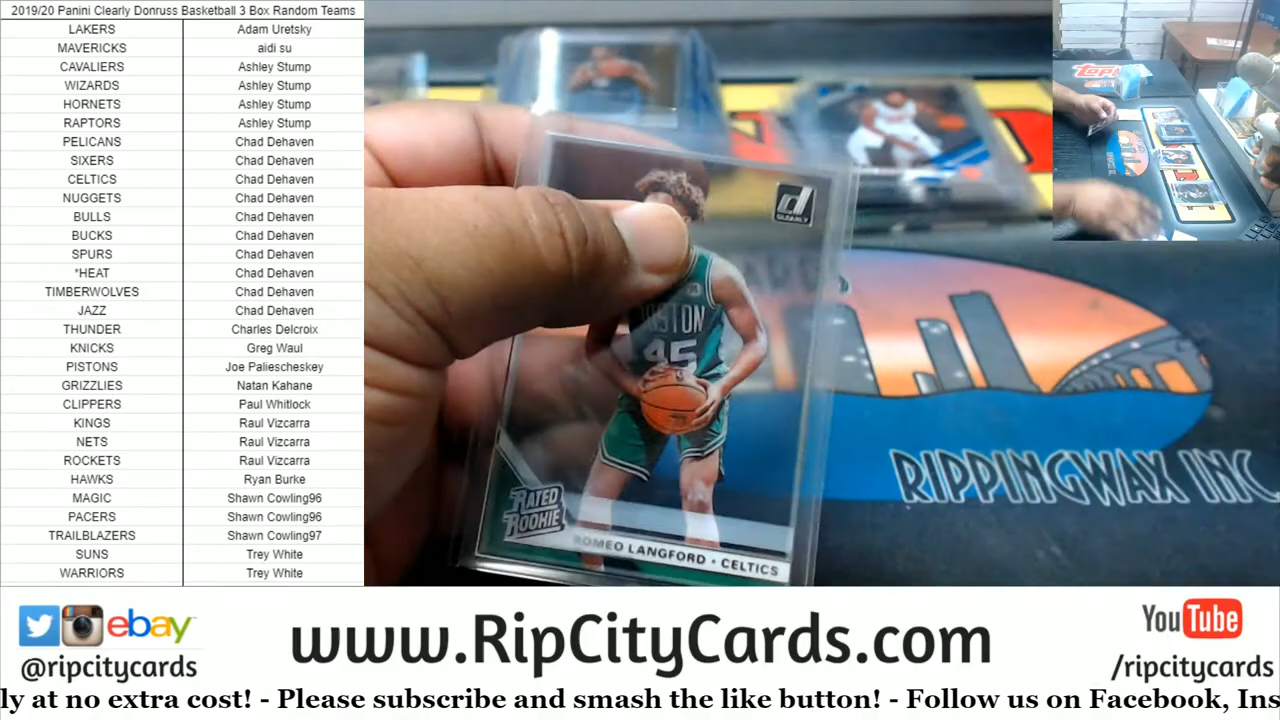 2019/20 Panini Clearly Donruss Basketball 3 Box Random Teams
LAKERS Adam Uretsky
MAVERICKS aidi su
CAVALIERS Ashley Stump
WIZARDS Ashley Stump
HORNETS Ashley Stump
RAPTORS Ashley Stump
PELICANS Chad Dehaven
SIXERS Chad Dehaven
CELTICS Chad Dehaven
NUGGETS Chad Dehaven
BULLS Chad Dehaven
BUCKS Chad Dehaven
SPURS Chad Dehaven
*HEAT Chad Dehaven
TIMBERWOLVES Chad Dehaven
JAZZ Chad Dehaven
THUNDER Charles Delcroix
KNICKS Greg Waul
PISTONS Joe Paliescheskey
GRIZZLIES Natan Kahane
CLIPPERS Paul Whitlock
KINGS Raul Vizcarra
NETS Raul Vizcarra
ROCKETS Raul Vizcarra
HAWKS Ryan Burke
MAGIC Shawn Cowling96
PACERS Shawn Cowling96
TRAILBLAZERS Shawn Cowling97
SUNS Trey White
WARRIORS Trey White
d
CLEARLY
45
RATED
ROOKIE
ROMEO LANGFORD • CELTICS
RIPPINGWAX INC
ebay
@ripcitycards
www.RipCityCards.com
YouTube
/ripcitycards
ly at no extra cost! - Please subscribe and smash the like button! - Follow us on Facebook, Ins